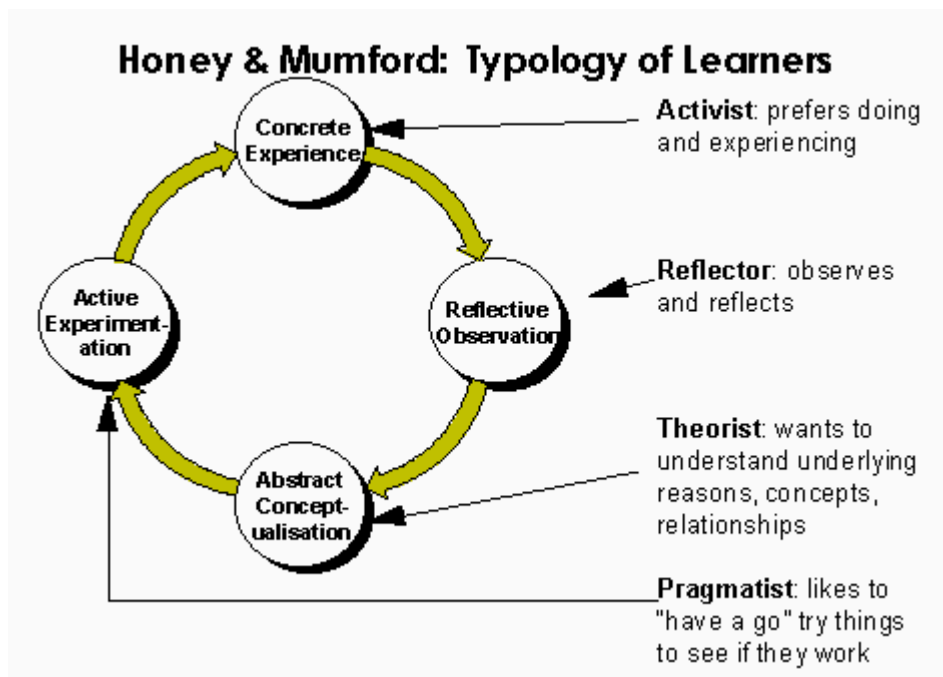 Honey & Mumford: Typology of Learners
Concrete
Experience
Activist: prefers doing
and experiencing
Reflective
Observation
Reflector: observes
and reflects
Abstract
Concept-
ualisation
Theorist: wants to
understand underlying
reasons, concepts,
relationships
Active
Experiment-
ation
Pragmatist: likes to
"have a go" try things
to see if they work